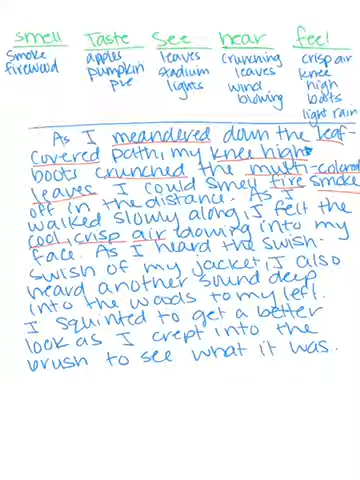 smell Taste See hear feel
smoke apples leaves crunching crisp air
firewood pumpkin stadium leaves knee
pie lights wind high
blowing boots
light rain
As I meandered down the leaf-
covered path, my knee high
boots crunched the multi-colored
leaves I could smell fire smoke
off in the distance. As I
walked slowly along, I felt the
cool, crisp air blowing into my
face. As I heard the swish-
swish of my jacket, I also
heard another sound deep
into the woods to my left.
I squinted to get a better
look as I crept into the
brush to see what it was.